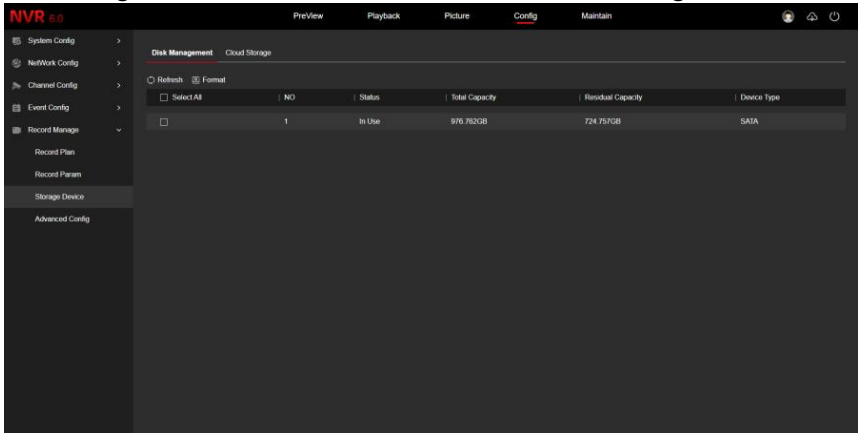 NVR 6.0 PreView Playback Picture Config Maintain
System Config
NetWork Config
Channel Config
Event Config
Record Manage
Record Plan
Record Param
Storage Device
Advanced Config
Disk Management Cloud Storage
Refresh Format
Select All NO Status Total Capacity Residual Capacity Device Type
1 In Use 976.762GB 724.757GB SATA